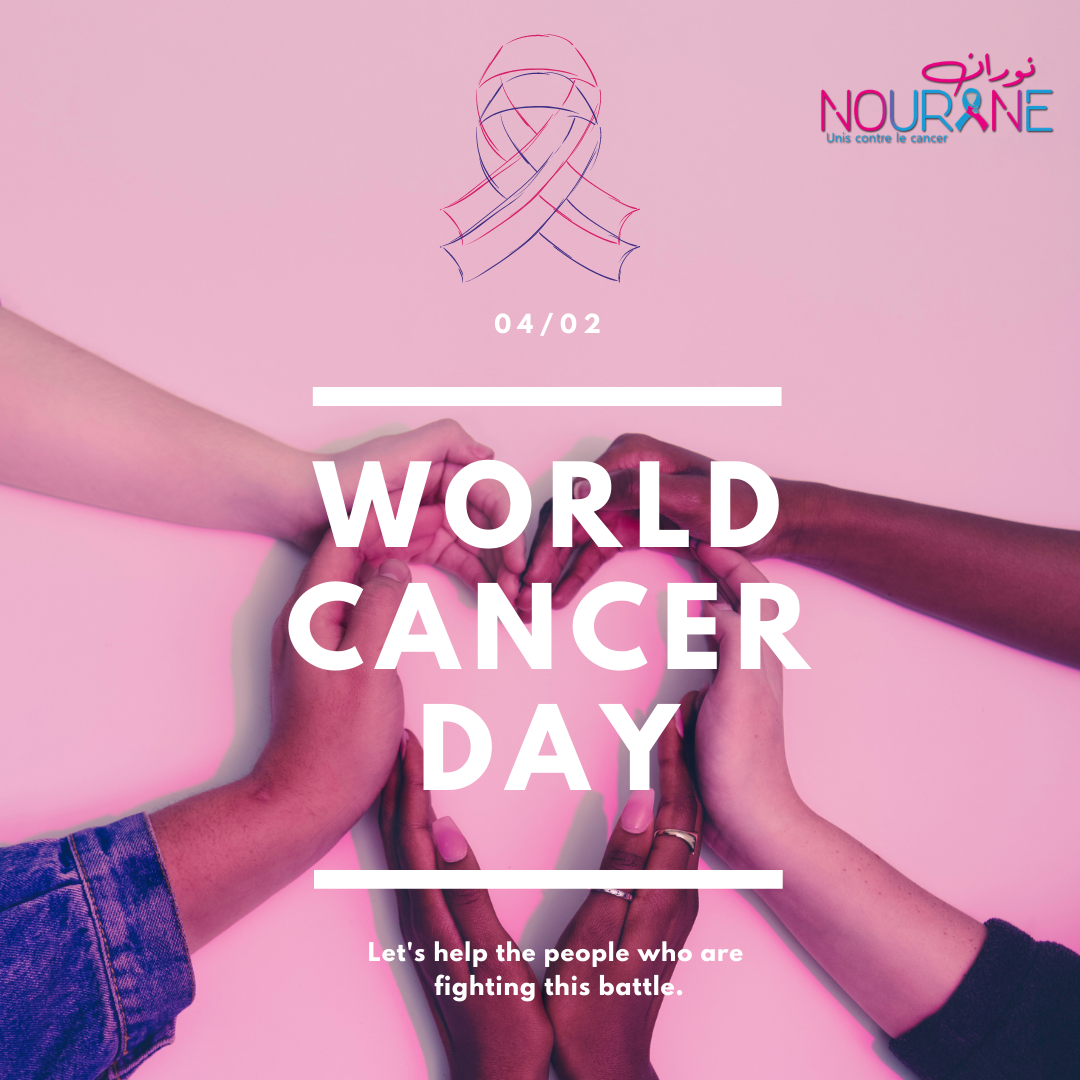 نوران
NOURANE
Unis contre le cancer
04/02
WORLD
CANCER
DAY
Let's help the people who are
fighting this battle.